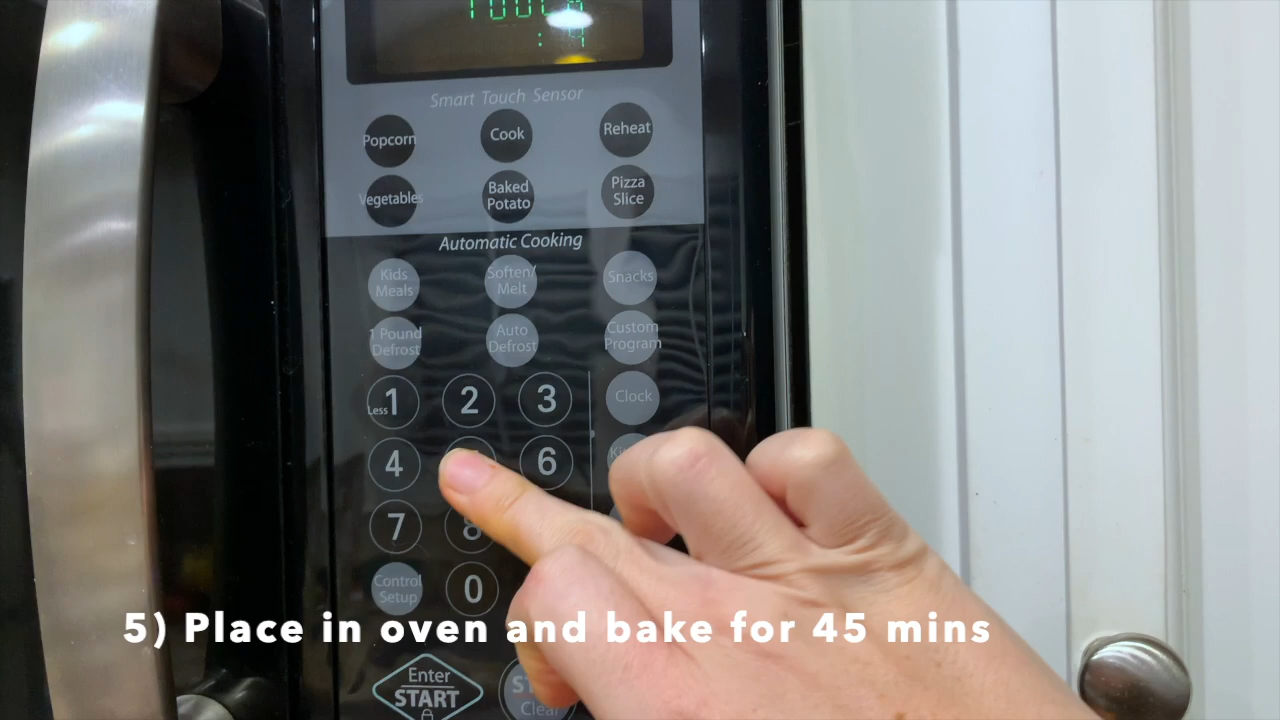 Smart Touch Sensor
Popcorn
Cook
Reheat
Vegetables
Baked
Potato
Pizza
Slice
Automatic Cooking
Kids
Meals
Soften/
Melt
Snacks
1 Pound
Defrost
Auto
Defrost
Custom
Program
Less 1
2
3
Clock
4
6
7
8
Control
Setup
0
5) Place in oven and bake for 45 mins
Enter
START
Clear